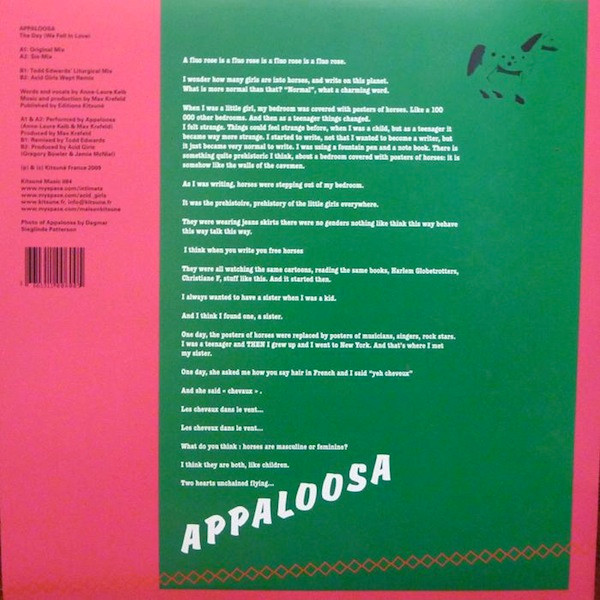 APPALOOSA
The Day (We Fell In Love)
A1: Original Mix
A2: Six Mix
B1: Todd Edwards' Liturgical Mix
B2: Acid Girls Wept Remix
Words and vocals by Anne-Laure Keib
Music and production by Max Krefeld
Published by Editions Kitsuné
A1 & A2: Performed by Appaloosa
(Anne-Laure Keib & Max Krefeld)
Produced by Max Krefeld
B1: Remixed by Todd Edwards
B2: Produced by Acid Girls
(Gregory Bowler & Jamie McNiel)
(p) & (c) Kitsuné France 2009
Kitsuné Music 084
www.myspace.com/intimata
www.myspace.com/acid_girls
www.kitsune.fr, info@kitsune.fr
www.myspace.com/maisonkitsune
Photo of Appaloosa by Dagmar
Sieglinde Patterson
A fino rose is a fino rose is a fino rose is a fino rose.
I wonder how many girls are into horses, and write on this planet.
What is more normal than that? "Normal", what a charming word.
When I was a little girl, my bedroom was covered with posters of horses. Like a 100
000 other bedrooms. And then as a teenager things changed.
I felt strange. Things could feel strange before, when I was a child, but as a teenager it
became way more strange. I started to write, not that I wanted to become a writer, but
it just became very normal to write. I was using a fountain pen and a note book. There is
something quite prehistoric I think, about a bedroom covered with posters of horses: it is
somehow like the walls of the cavemen.
As I was writing, horses were stepping out of my bedroom.
It was the prehistoire, prehistory of the little girls everywhere.
They were wearing jeans skirts there were no genders nothing like think this way behave
this way talk this way.
I think when you write you free horses
They were all watching the same cartoons, reading the same books, Harlem Globetrotters,
Christiane F, stuff like this. And it started then.
I always wanted to have a sister when I was a kid.
And I think I found one, a sister.
One day, the posters of horses were replaced by posters of musicians, singers, rock stars.
I was a teenager and THEN I grew up and I went to New York. And that's where I met
my sister.
One day, she asked me how you say hair in French and I said "yeh cheveux"
And she said « chevaux » .
Les chevaux dans le vent...
Les cheveux dans le vent...
What do you think : horses are masculine or feminine?
I think they are both, like children.
Two hearts unchained flying...
APPALOOSA